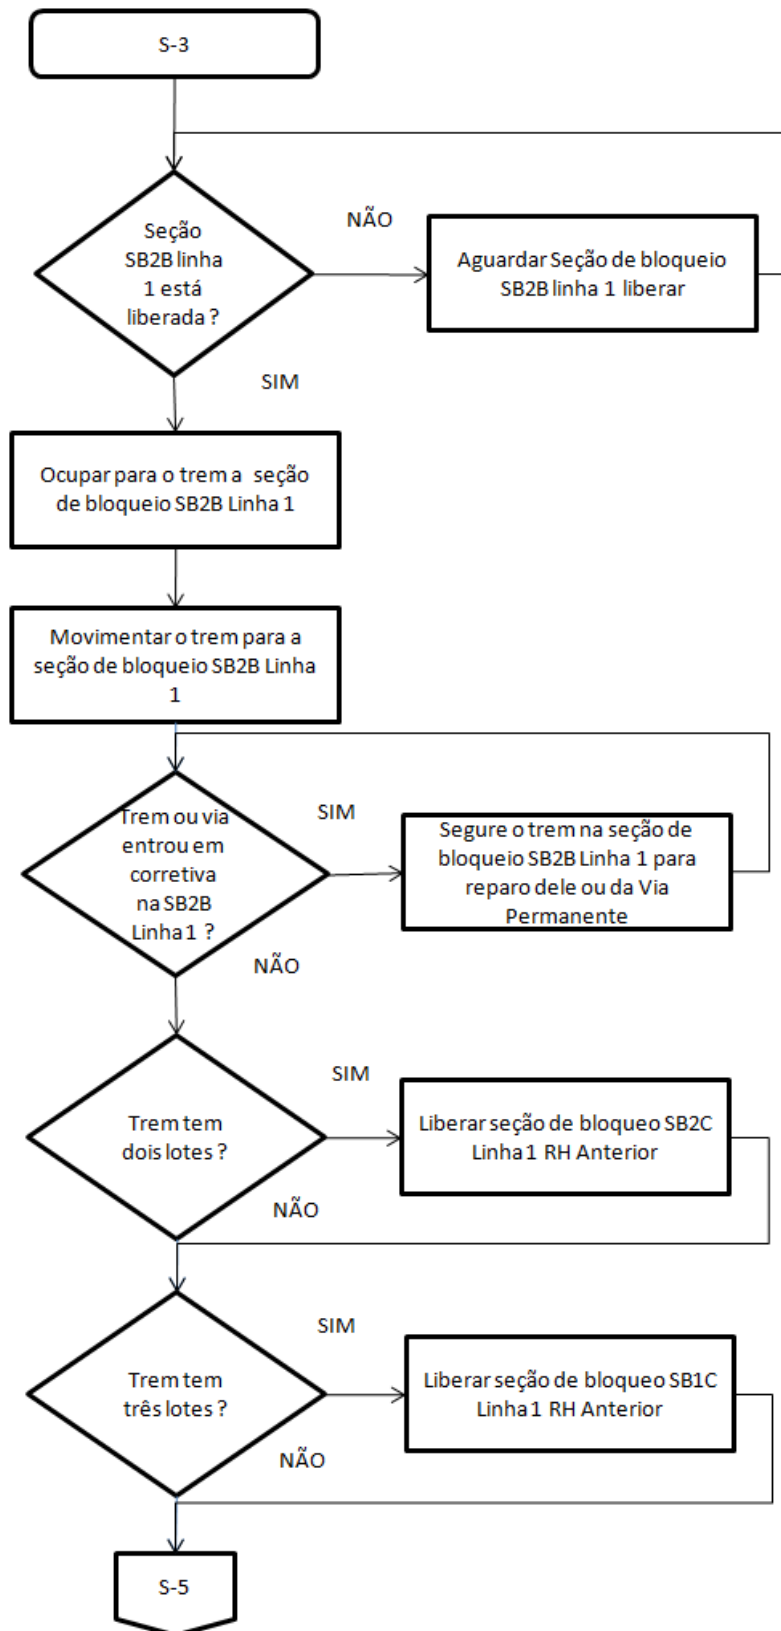 S-3
Seção
SB2B linha
1 está
liberada ?
NÃO
Aguardar Seção de bloqueio
SB2B linha 1 liberar
SIM
Ocupar para o trem a seção
de bloqueio SB2B Linha 1
Movimentar o trem para a
seção de bloqueio SB2B Linha
1
Trem ou via
entrou em
corretiva
na SB2B
Linha 1 ?
SIM
Segure o trem na seção de
bloqueio SB2B Linha 1 para
reparo dele ou da Via
Permanente
NÃO
Trem tem
dois lotes ?
SIM
Liberar seção de bloqueo SB2C
Linha 1 RH Anterior
NÃO
Trem tem
três lotes ?
SIM
Liberar seção de bloqueo SB1C
Linha 1 RH Anterior
NÃO
S-5